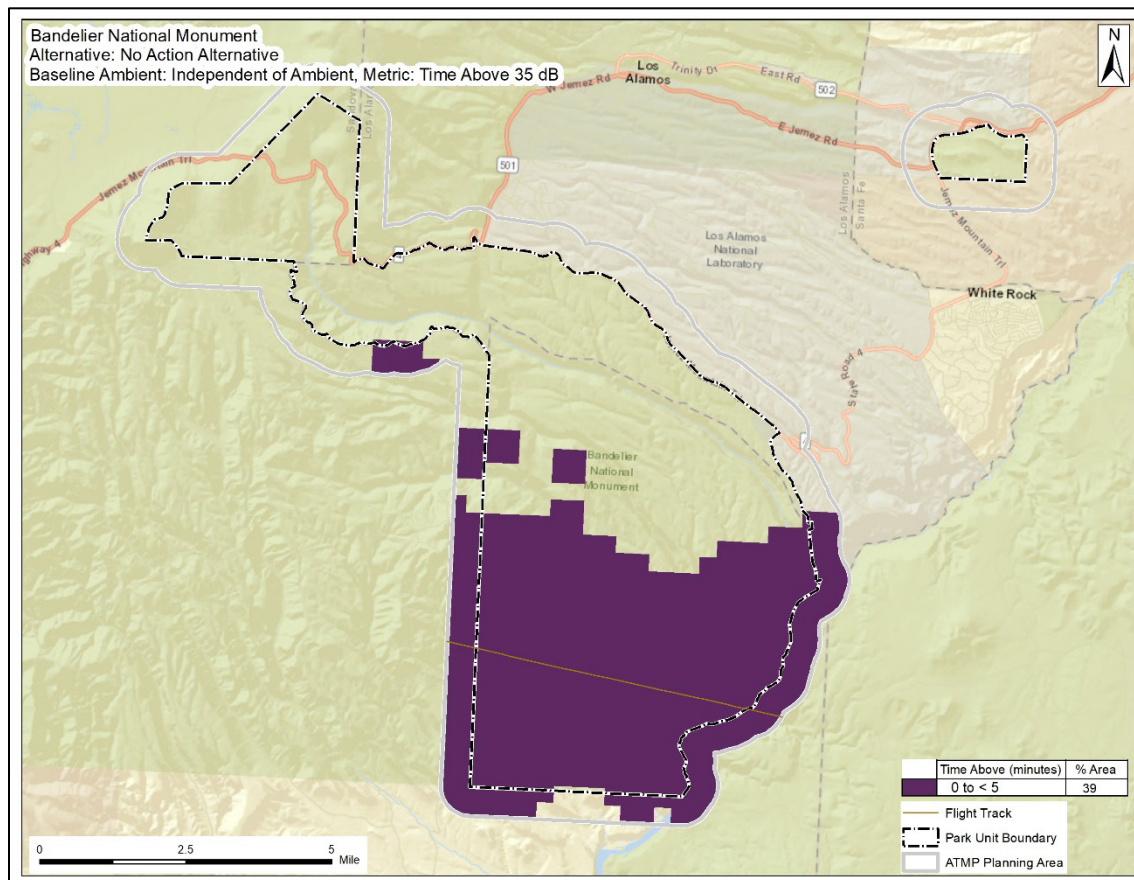 Bandelier National Monument
Alternative: No Action Alternative
Baseline Ambient: Independent of Ambient, Metric: Time Above 35 dB
N
Los
Alamos
Trinity Dr
East Rd
502
W Jemez Rd
E Jemez Rd
501
Jemez Mountain Trl
Los Alamos
Santa Fe
Jemez Mountain Trl
Los Alamos
National
Laboratory
White Rock
State Road 4
4
Bandelier
National
Monument
Time Above (minutes) % Area
0 to < 5 39
Flight Track
Park Unit Boundary
ATMP Planning Area
0 2.5 5
Mile